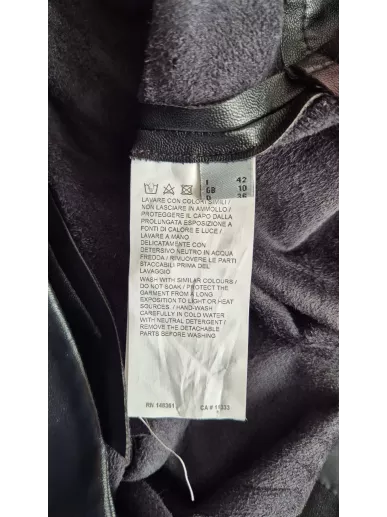 I 42
GB 10
D 36
LAVARE CON COLORI SIMILI /
NON LASCIARE IN AMMOLLO /
PROTEGGERE IL CAPO DALLA
PROLUNGATA ESPOSIZIONE A
FONTI DI CALORE E LUCE /
LAVARE A MANO
DELICATAMENTE CON
DETERSIVO NEUTRO IN ACQUA
FREDDA / RIMUOVERE LE PARTI
STACCABILI PRIMA DEL
LAVAGGIO
WASH WITH SIMILAR COLOURS /
DO NOT SOAK / PROTECT THE
GARMENT FROM A LONG
EXPOSITION TO LIGHT OR HEAT
SOURCES. / HAND-WASH
CAREFULLY IN COLD WATER
WITH NEUTRAL DETERGENT /
REMOVE THE DETACHABLE
PARTS BEFORE WASHING
RN CA #